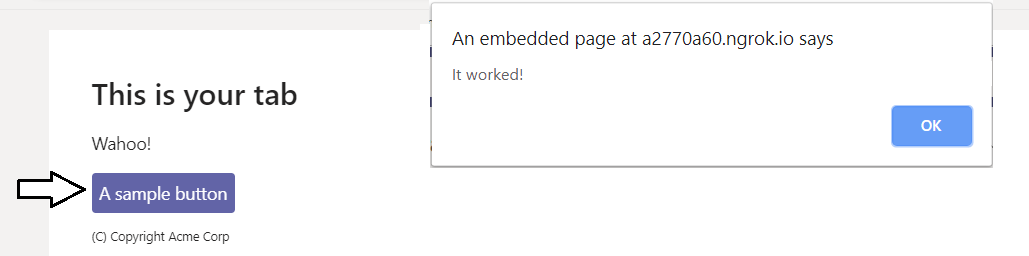 This is your tab
Wahoo!
A sample button
(C) Copyright Acme Corp
An embedded page at a2770a60.ngrok.io says
It worked!
OK